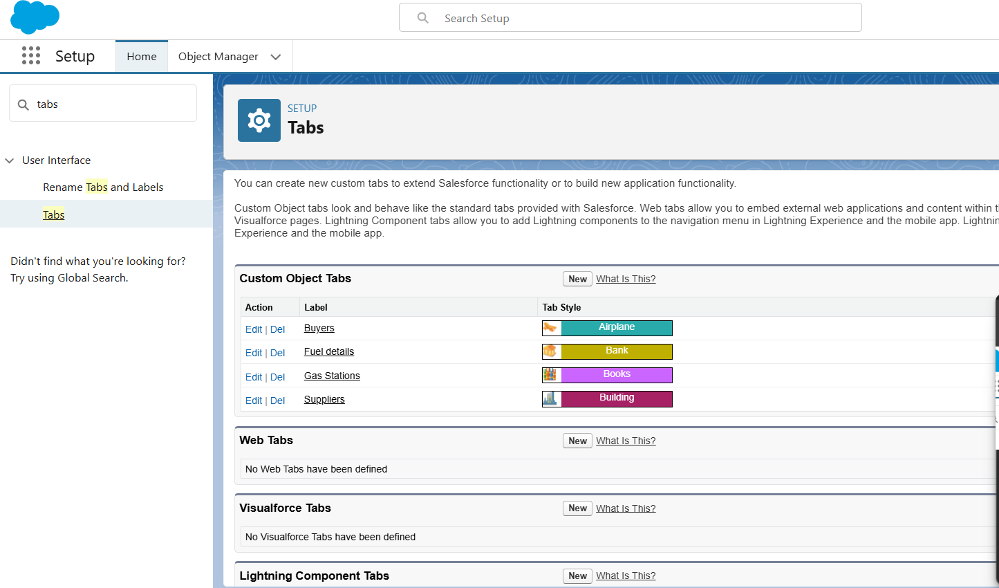 Search Setup
Setup
Home
Object Manager
tabs
User Interface
Rename Tabs and Labels
Tabs
Didn't find what you're looking for?
Try using Global Search.
SETUP
Tabs
You can create new custom tabs to extend Salesforce functionality or to build new application functionality.
Custom Object tabs look and behave like the standard tabs provided with Salesforce. Web tabs allow you to embed external web applications and content within
Visualforce pages. Lightning Component tabs allow you to add Lightning components to the navigation menu in Lightning Experience and the mobile app.
Experience and the mobile app.
Custom Object Tabs New What Is This?
Action Label Tab Style
Edit | Del Buyers Airplane
Edit | Del Fuel details Bank
Edit | Del Gas Stations Books
Edit | Del Suppliers Building
Web Tabs New What Is This?
No Web Tabs have been defined
Visualforce Tabs New What Is This?
No Visualforce Tabs have been defined
Lightning Component Tabs New What Is This?